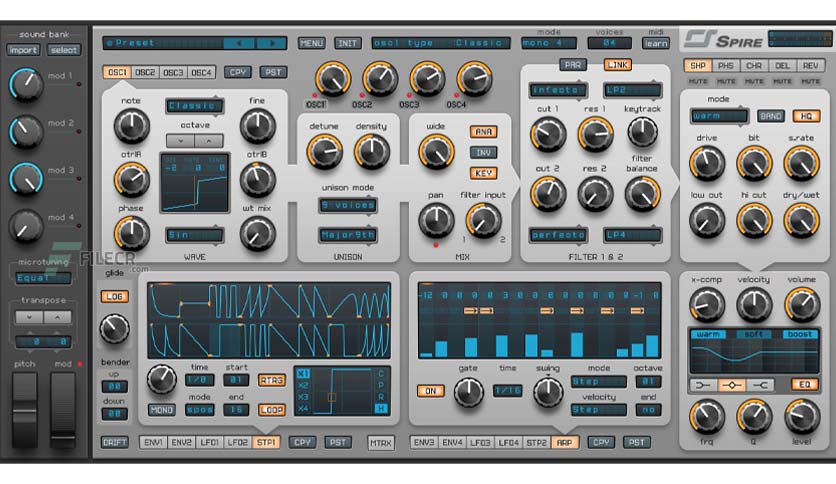 sound bank
import select
mod 1
mod 2
mod 3
mod 4
microtuning
Equal
transpose
0 0
pitch mod
Preset
MENU INIT
osc1 type Classic
mode voices midi
mono 4 04 learn
SPIRE
OSC1 OSC2 OSC3 OSC4 CPY PST
note Classic fine
octave
ctrlA ctrlB
OCT NOTE CENT
-2 0 0
phase wt mix
Sin
WAVE
OSC1 OSC2 OSC3 OSC4
detune density
unison mode
9 voices
Major9th
UNISON
wide
ANA
INV
KEY
pan filter input
1 2
MIX
PAR LINK
infecto LP2
cut 1 res 1 keytrack
cut 2 res 2 filter balance
perfecto LP4
FILTER 1 & 2
SHP PHS CHR DEL REV
MUTE MUTE MUTE MUTE MUTE
mode
warm BAND HQ
drive bit s.rate
low cut hi cut dry/wet
FILECR
.com
glide
LOG
bender
up
00
down
00
time start
1/8 01 RTRG
mode end
MONO spos 16 LOOP
X1 C
X2 P
X3 R
X4 H
DRIFT ENV1 ENV2 LFO1 LFO2 STP1 CPY PST
MTRX
-12 0 0 0 0 3 0 0 0 0 0 0 0 0 -1 0
gate time swing mode octave
ON 1/16 Step 01
velocity end
Step no
ENV3 ENV4 LFO3 LFO4 STP2 ARP CPY PST
x-comp velocity volume
warm soft boost
EQ
frq Q level